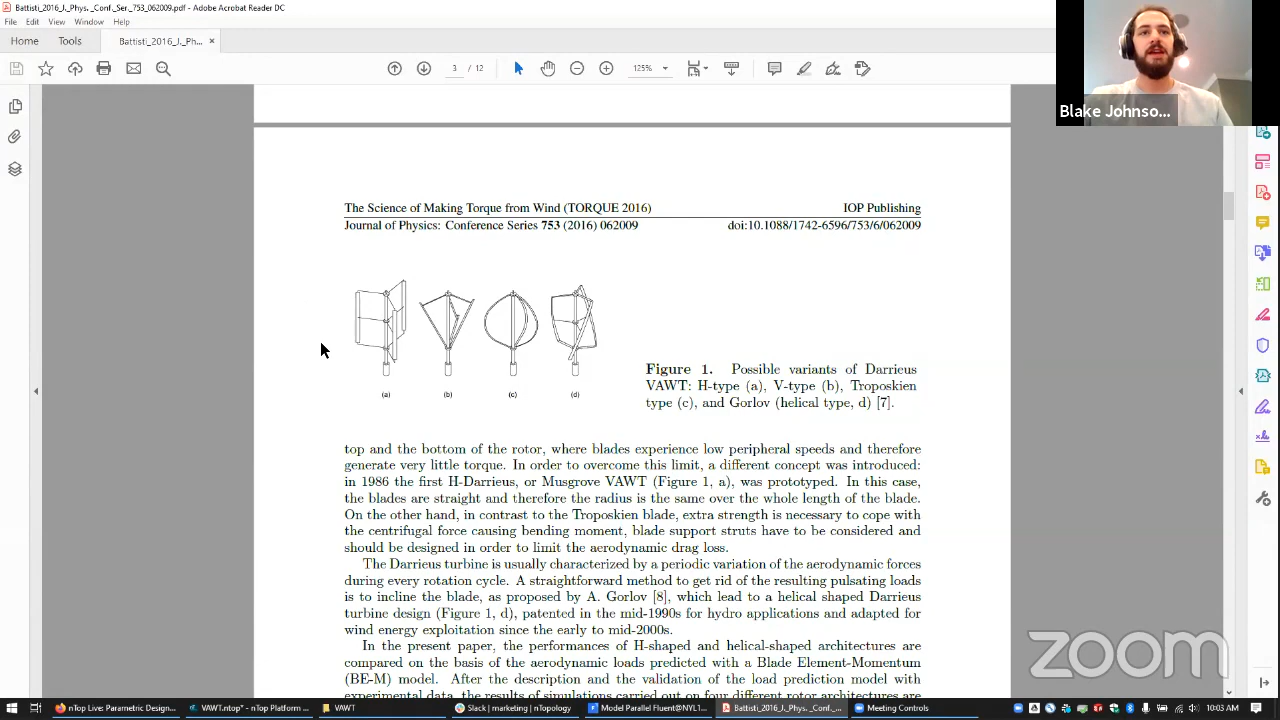 Battisti_2016_J._Phys._Conf._Ser._753_062009.pdf - Adobe Acrobat Reader DC
File Edit View Window Help
Home Tools Battisti_2016_J._Ph... ×
3 / 12 125%
Blake Johnso...
The Science of Making Torque from Wind (TORQUE 2016) IOP Publishing
Journal of Physics: Conference Series 753 (2016) 062009 doi:10.1088/1742-6596/753/6/062009
(a) (b) (c) (d)
Figure 1. Possible variants of Darrieus
VAWT: H-type (a), V-type (b), Troposkien
type (c), and Gorlov (helical type, d) [7].
top and the bottom of the rotor, where blades experience low peripheral speeds and therefore
generate very little torque. In order to overcome this limit, a different concept was introduced:
in 1986 the first H-Darrieus, or Musgrove VAWT (Figure 1, a), was prototyped. In this case,
the blades are straight and therefore the radius is the same over the whole length of the blade.
On the other hand, in contrast to the Troposkien blade, extra strength is necessary to cope with
the centrifugal force causing bending moment, blade support struts have to be considered and
should be designed in order to limit the aerodynamic drag loss.
The Darrieus turbine is usually characterized by a periodic variation of the aerodynamic forces
during every rotation cycle. A straightforward method to get rid of the resulting pulsating loads
is to incline the blade, as proposed by A. Gorlov [8], which lead to a helical shaped Darrieus
turbine design (Figure 1, d), patented in the mid-1990s for hydro applications and adapted for
wind energy exploitation since the early to mid-2000s.
In the present paper, the performances of H-shaped and helical-shaped architectures are
compared on the basis of the aerodynamic loads predicted with a Blade Element-Momentum
(BE-M) model. After the description and the validation of the load prediction model with
experimental data, the results of simulations carried out on four different rotor architectures are
zoom
nTop Live: Parametric Design... VAWT.ntop* - nTop Platform VAWT Slack | marketing | nTopology Model Parallel Fluent@NYL1... Battisti_2016_J._Phys._Conf... Meeting Controls 10:03 AM